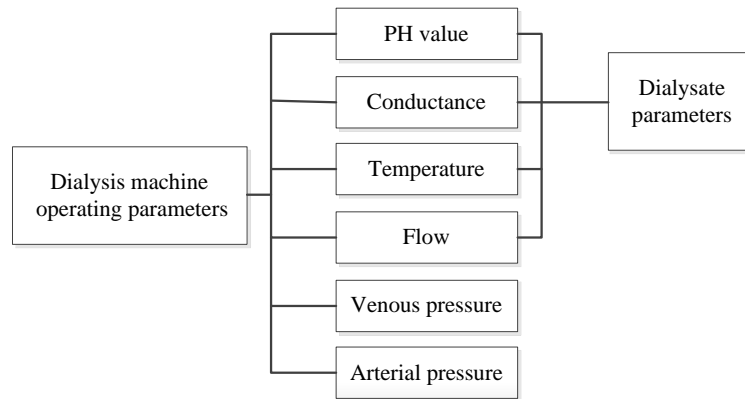 PH value
Conductance
Temperature
Flow
Venous pressure
Arterial pressure
Dialysis machine
operating parameters
Dialysate
parameters